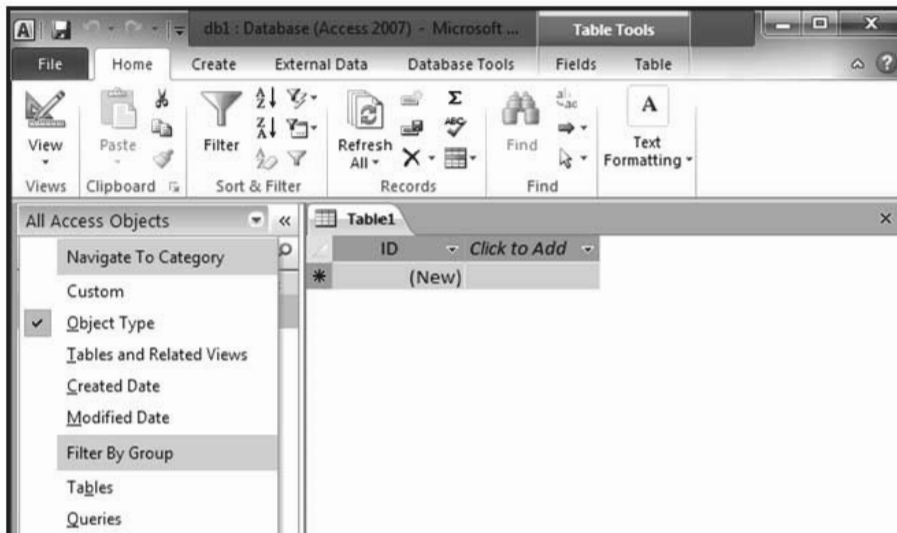 A db1 : Database (Access 2007) - Microsoft ... Table Tools
File Home Create External Data Database Tools Fields Table
View Paste Filter Refresh All Find A Text Formatting
Views Clipboard Sort & Filter Records Find
All Access Objects « Table1
Navigate To Category ID Click to Add
(New)
Custom
Object Type
Tables and Related Views
Created Date
Modified Date
Filter By Group
Tables
Queries